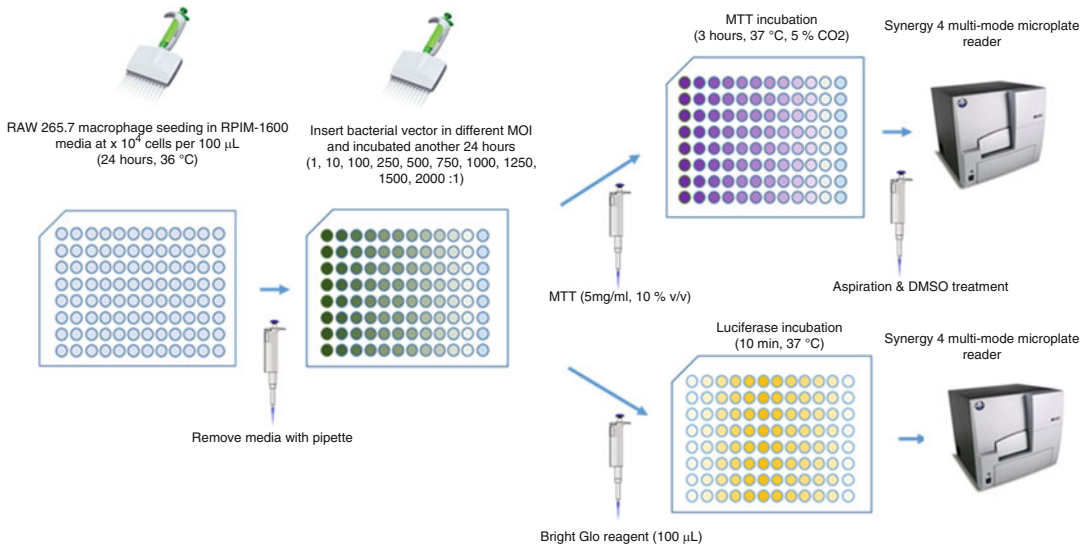 RAW 265.7 macrophage seeding in RPIM-1600
media at x 10⁴ cells per 100 μL
(24 hours, 36 °C)
Insert bacterial vector in different MOI
and incubated another 24 hours
(1, 10, 100, 250, 500, 750, 1000, 1250,
1500, 2000 :1)
Remove media with pipette
MTT incubation
(3 hours, 37 °C, 5 % CO2)
Synergy 4 multi-mode microplate
reader
MTT (5mg/ml, 10 % v/v)
Aspiration & DMSO treatment
Luciferase incubation
(10 min, 37 °C)
Synergy 4 multi-mode microplate
reader
Bright Glo reagent (100 μL)